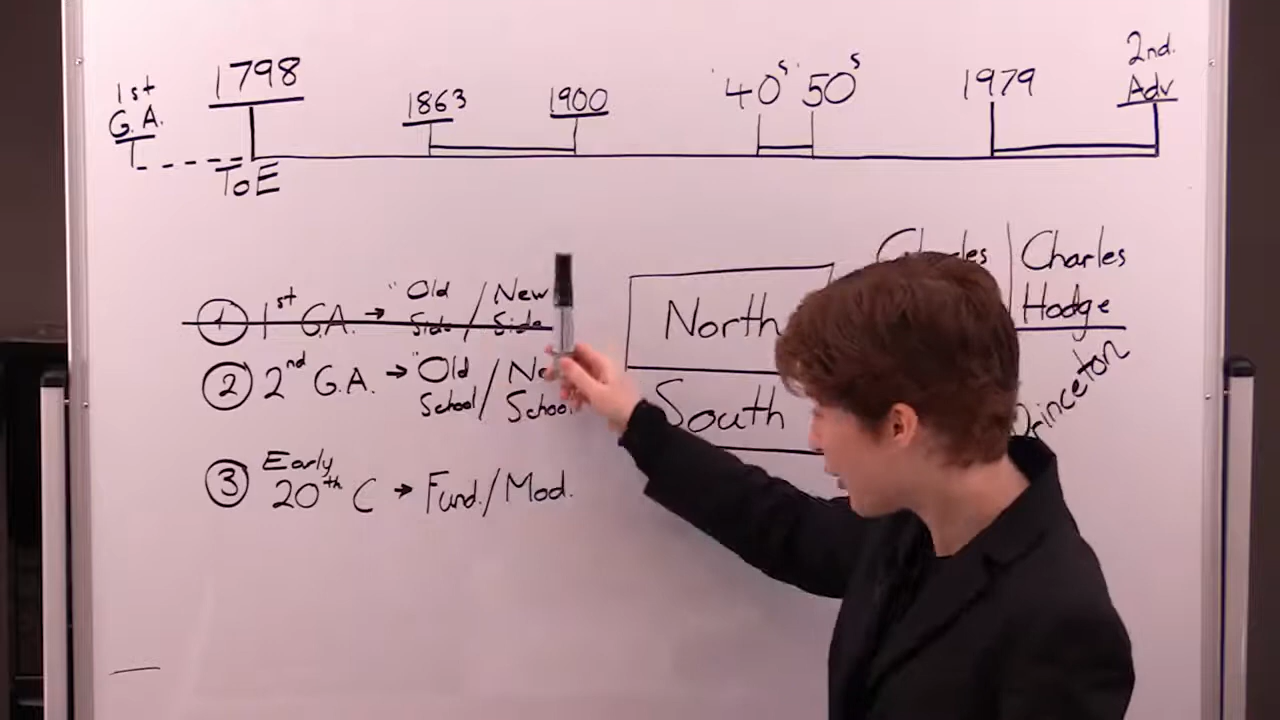 1st G.A.
1798
1863
1900
'40s '50s
1979
2nd. Adv
ToE
① 1st G.A. → "Old Side / New Side
② 2nd G.A. → "Old School / New School
③ Early 20th C → Fund./Mod.
North
South
Charles
Hodge
Princeton